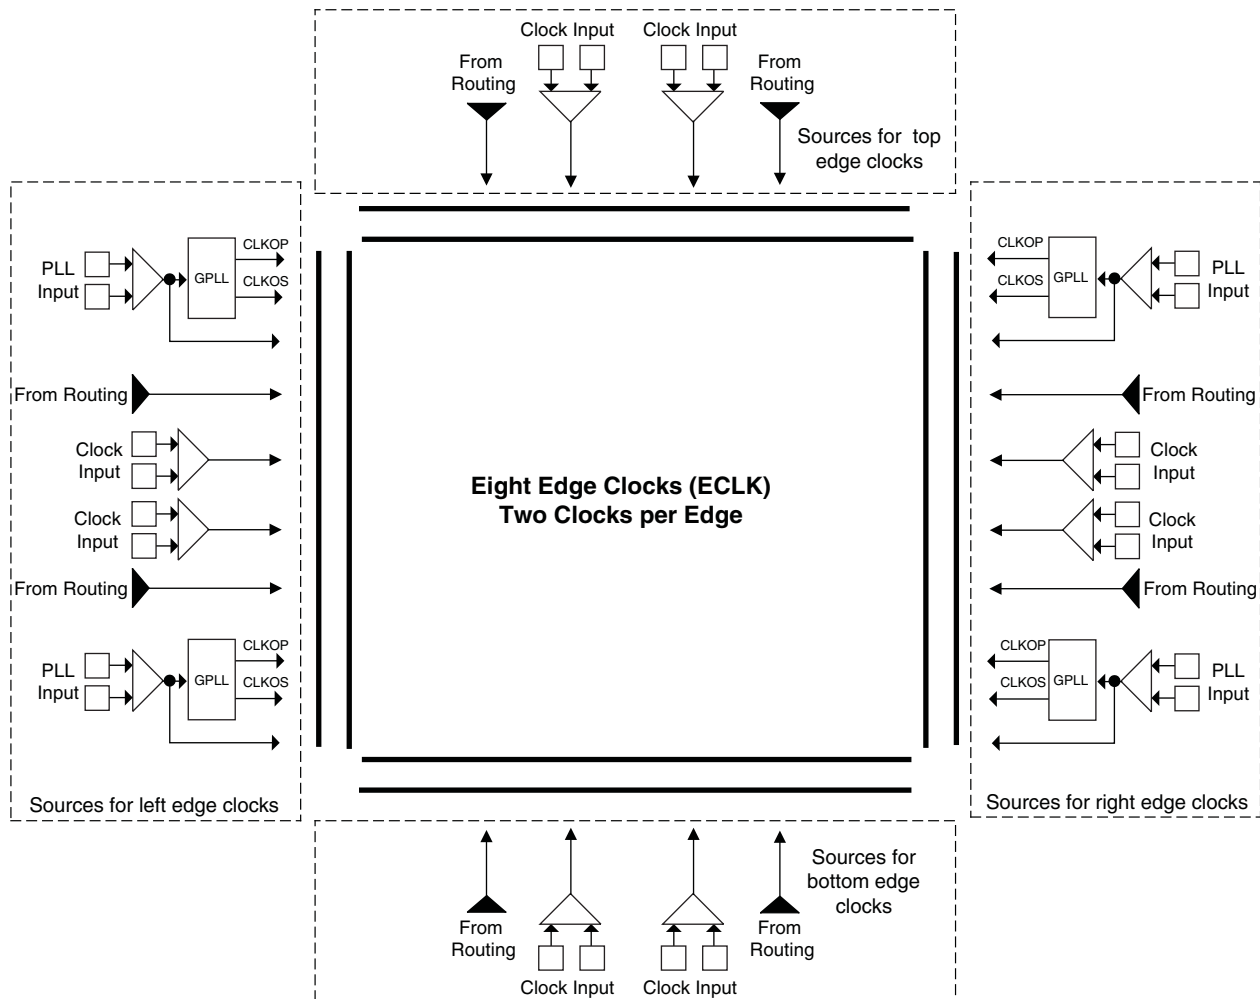 Clock Input
Clock Input
From
Routing
From
Routing
Sources for top
edge clocks
PLL
Input
GPLL
CLKOP
CLKOS
From Routing
Clock
Input
Clock
Input
From Routing
PLL
Input
GPLL
CLKOP
CLKOS
Sources for left edge clocks
Eight Edge Clocks (ECLK)
Two Clocks per Edge
CLKOP
CLKOS
GPLL
PLL
Input
From Routing
Clock
Input
Clock
Input
From Routing
CLKOP
CLKOS
GPLL
PLL
Input
Sources for right edge clocks
From
Routing
Clock Input
Clock Input
From
Routing
Sources for
bottom edge
clocks